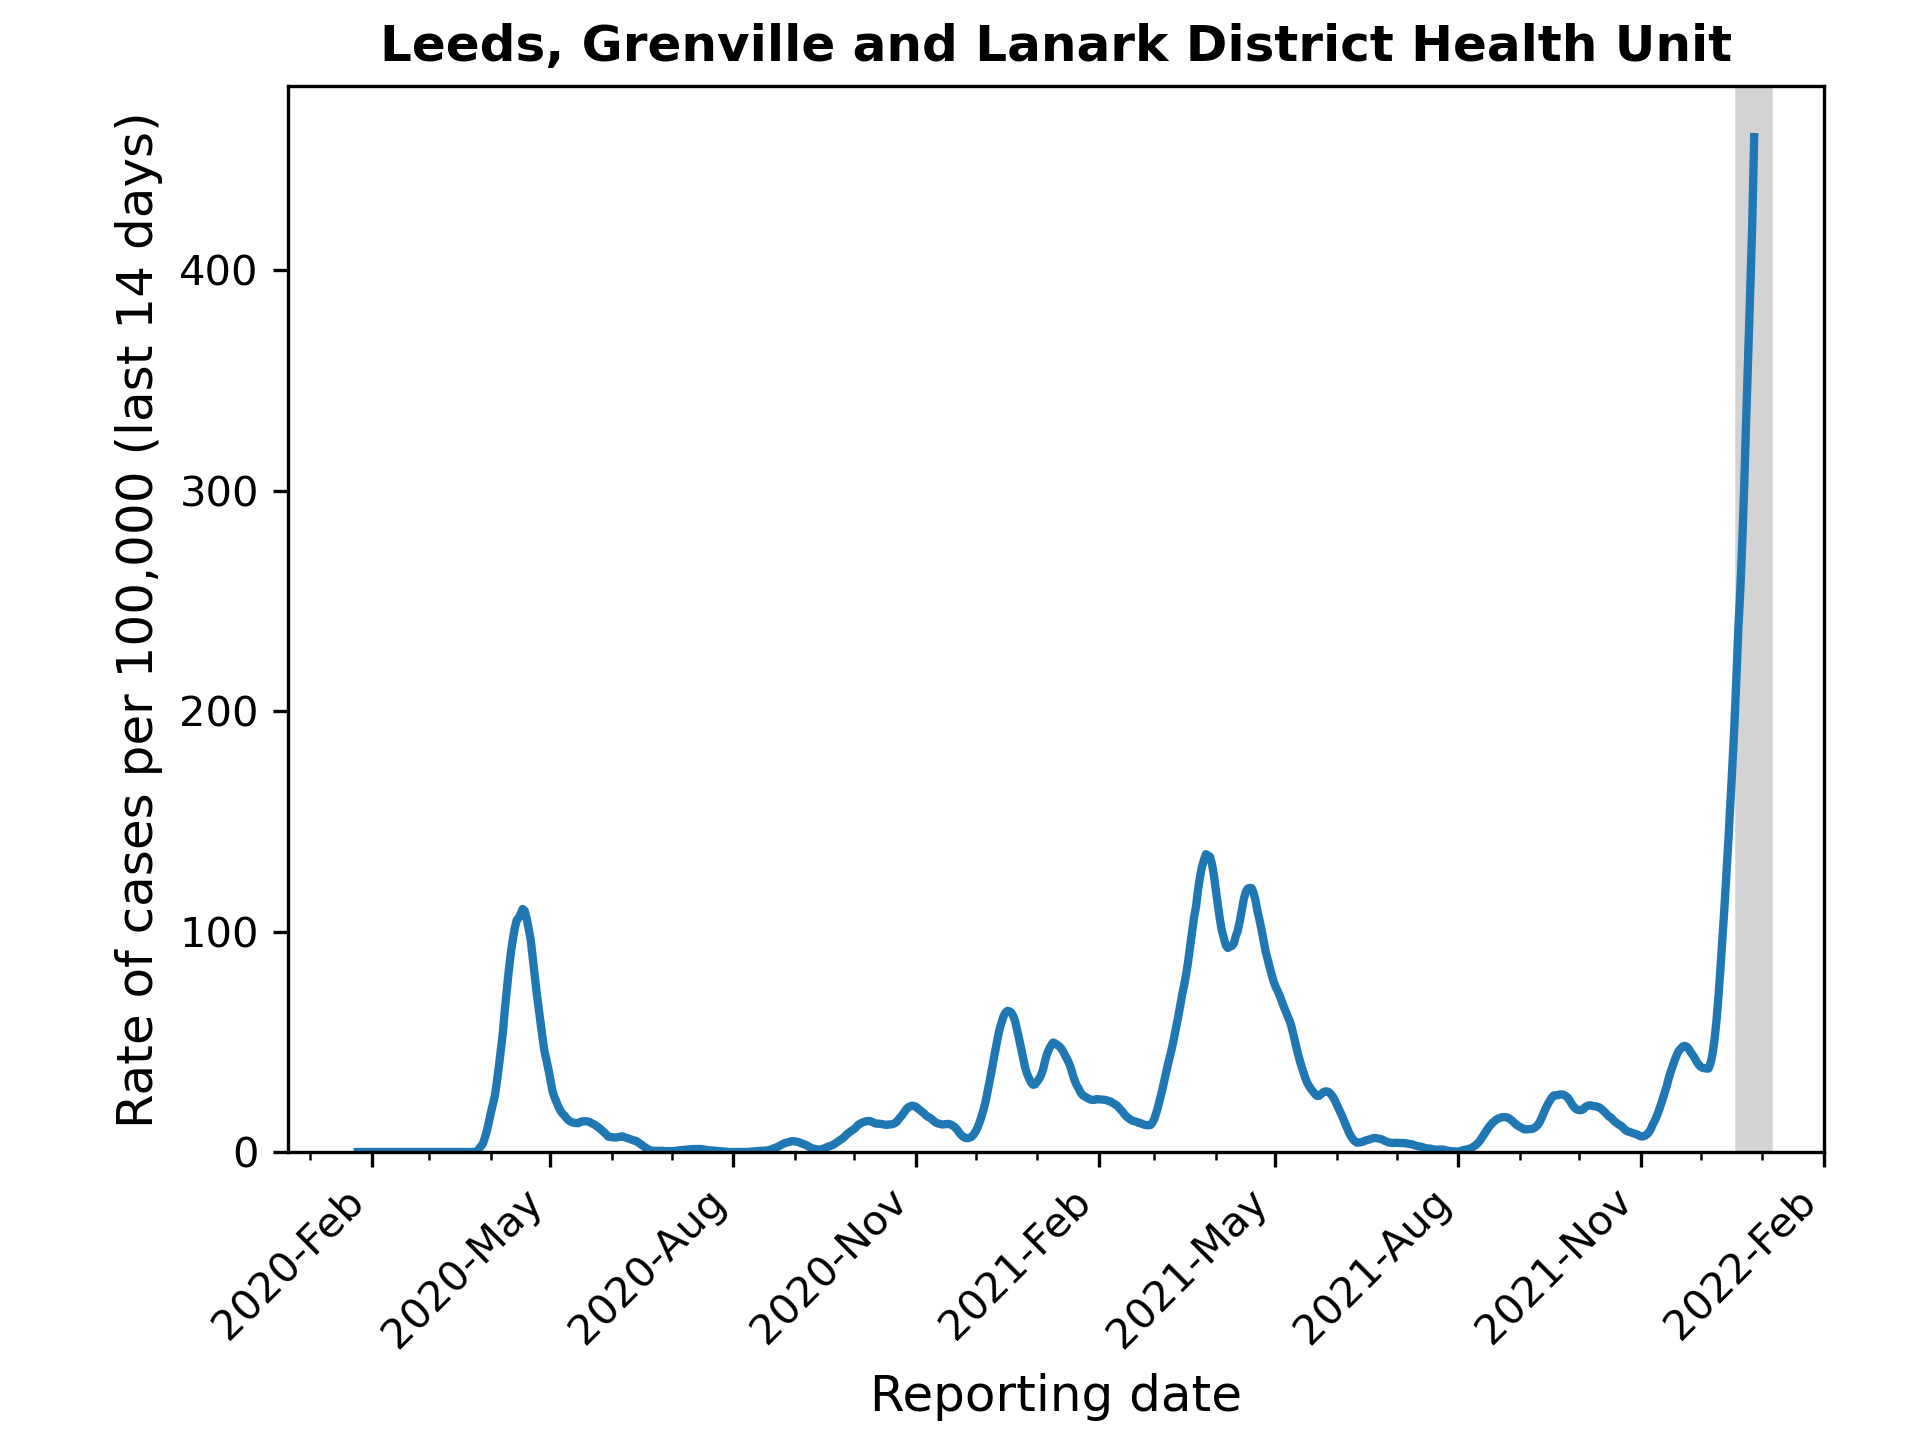 Leeds, Grenville and Lanark District Health Unit
Rate of cases per 100,000 (last 14 days)
400
300
200
100
0
2020-Feb
2020-May
2020-Aug
2020-Nov
2021-Feb
2021-May
2021-Aug
2021-Nov
2022-Feb
Reporting date